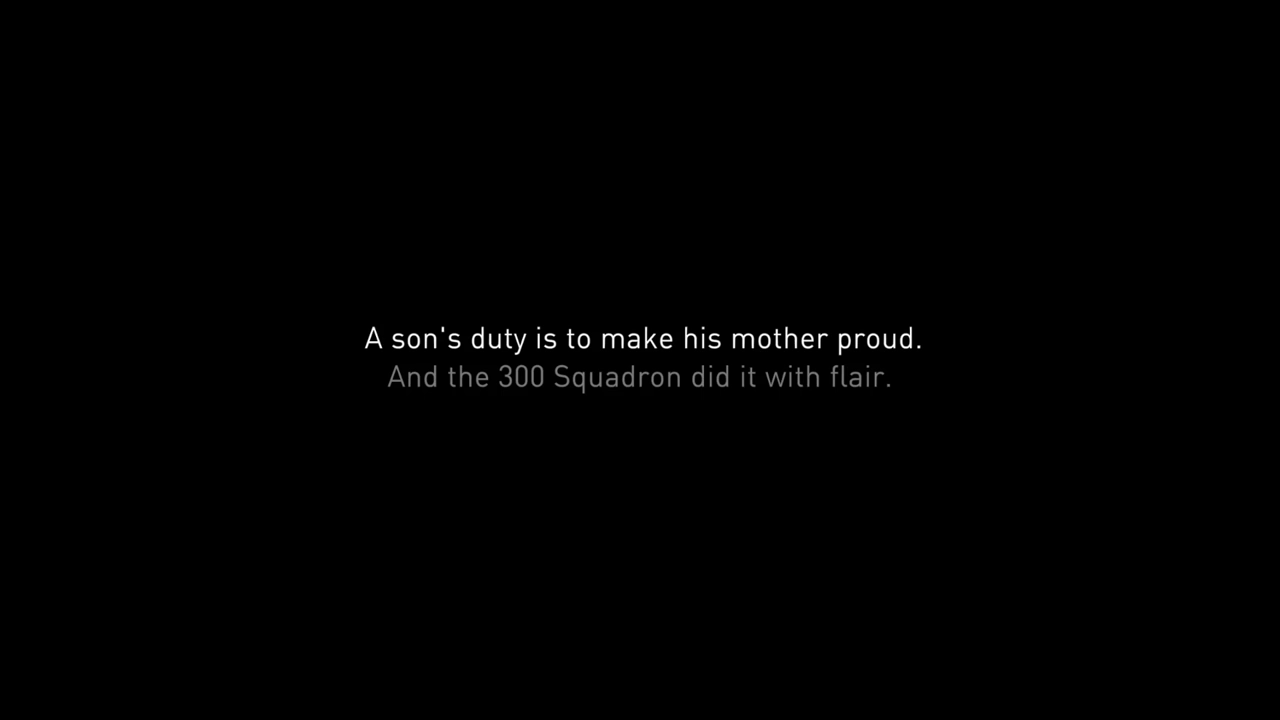 A son's duty is to make his mother proud.
And the 300 Squadron did it with flair.